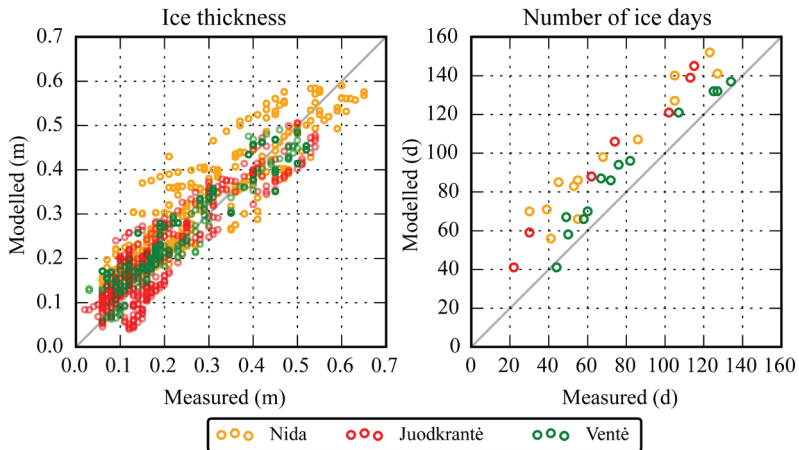 Ice thickness
Number of ice days
0.7
0.6
0.5
0.4
0.3
0.2
0.1
0.0
Modelled (m)
0.0 0.1 0.2 0.3 0.4 0.5 0.6 0.7
Measured (m)
160
140
120
100
80
60
40
20
0
Modelled (d)
0 20 40 60 80 100 120 140 160
Measured (d)
Nida Juodkrantė Ventė